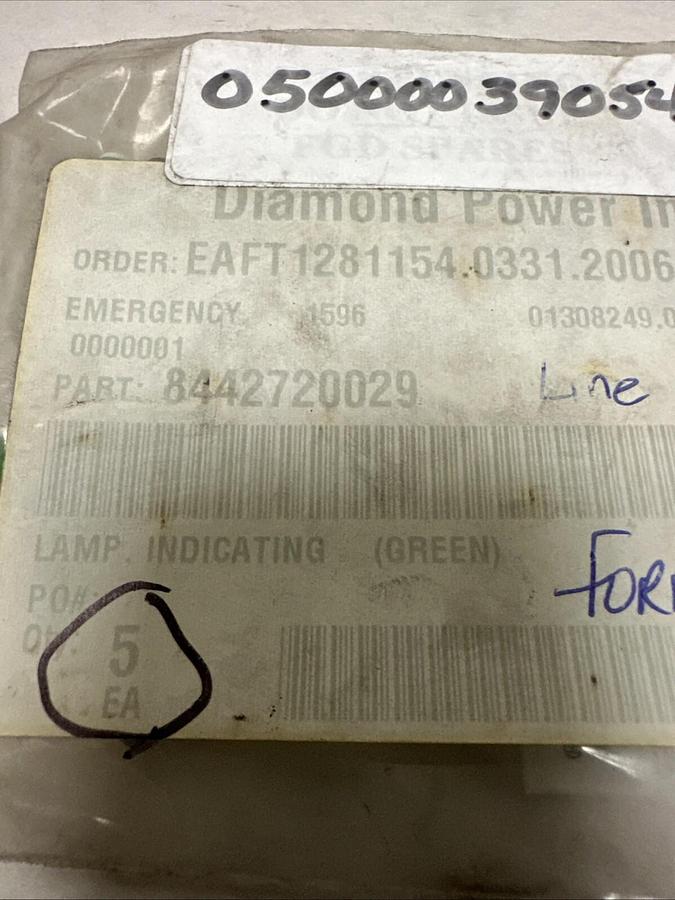 05000039054
FGD SPARES
Diamond Power In
ORDER: EAFT1281154.0331.2006
EMERGENCY 1596 01308249.0
0000001
PART: 8442720029 Line
LAMP, INDICATING (GREEN)
FOR
PO#:
5
EA